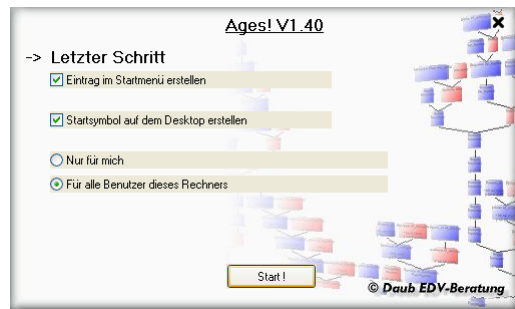 Ages! V1.40
-> Letzter Schritt
Eintrag im Startmenü erstellen
Startsymbol auf dem Desktop erstellen
Nur für mich
Für alle Benutzer dieses Rechners
Start !
© Daub EDV-Beratung